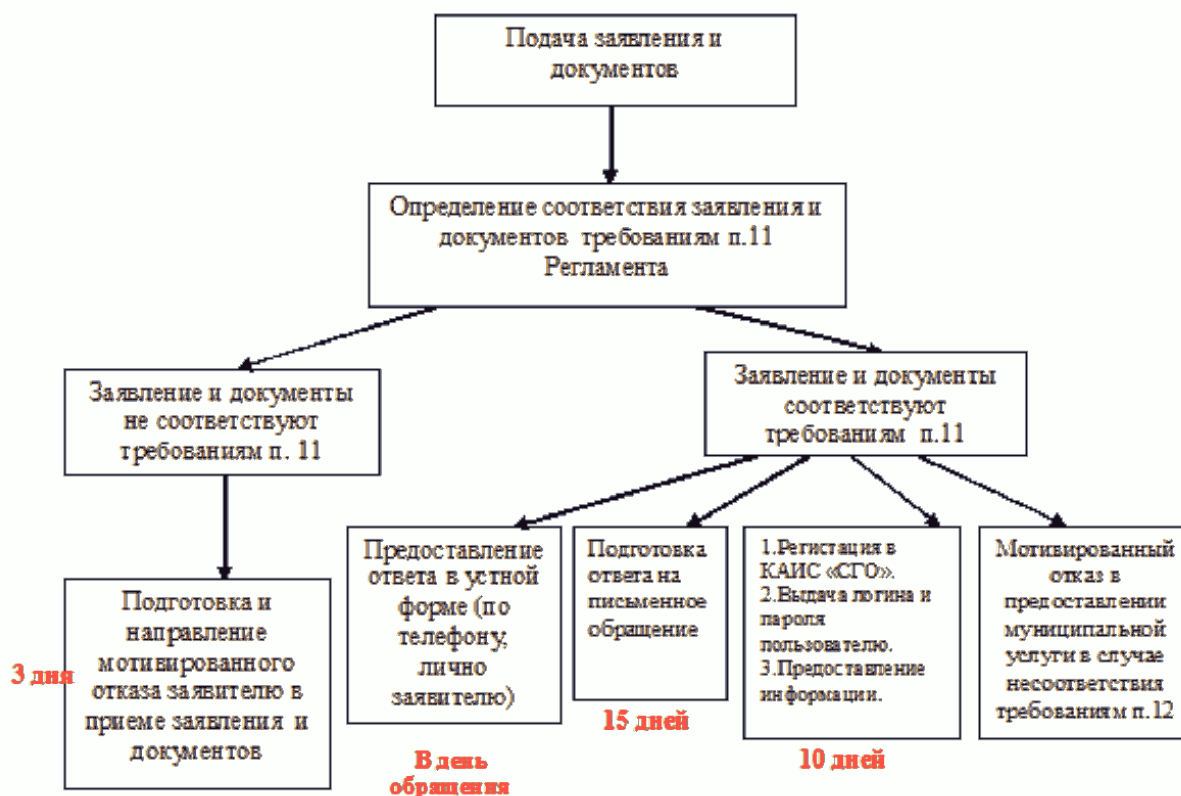 Подача заявления и
документов
Определение соответствия заявления и
документов требованиям п.11
Регламента
Заявление и документы
не соответствуют
требованиям п. 11
Заявление и документы
соответствуют
требованиям п.11
Подготовка и
направление
мотивированного
отказа заявителю в
приеме заявления и
документов
3 дня
Предоставление
ответа в устной
форме (по
телефону,
лично
заявителю)
В день
обращения
Подготовка
ответа на
письменное
обращение
15 дней
1.Регистация в
КАИС «СГО».
2.Выдача логина и
пароля
пользователю.
3.Предоставление
информации.
10 дней
Мотивированный
отказ в
предоставлении
муниципальной
услуги в случае
несоответствия
требованиям п.12